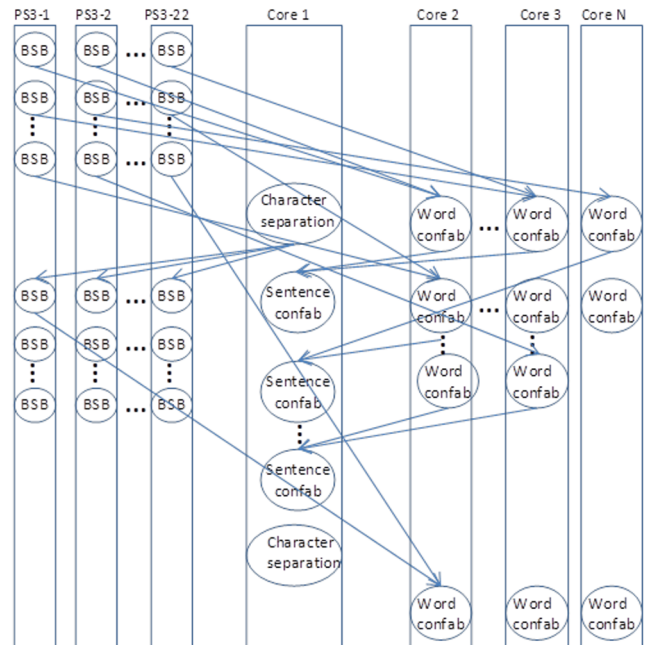 PS3-1 PS3-2 PS3-22 Core 1 Core 2 Core 3 Core N
BSB BSB ... BSB
BSB BSB ... BSB
BSB BSB ... BSB
Character
separation
Word
confab
...
Word
confab
Word
confab
BSB BSB ... BSB
Sentence
confab
Word
confab
...
Word
confab
Word
confab
BSB BSB ... BSB
Sentence
confab
Word
confab
Word
confab
BSB BSB ... BSB
Sentence
confab
Character
separation
Word
confab
Word
confab
Word
confab